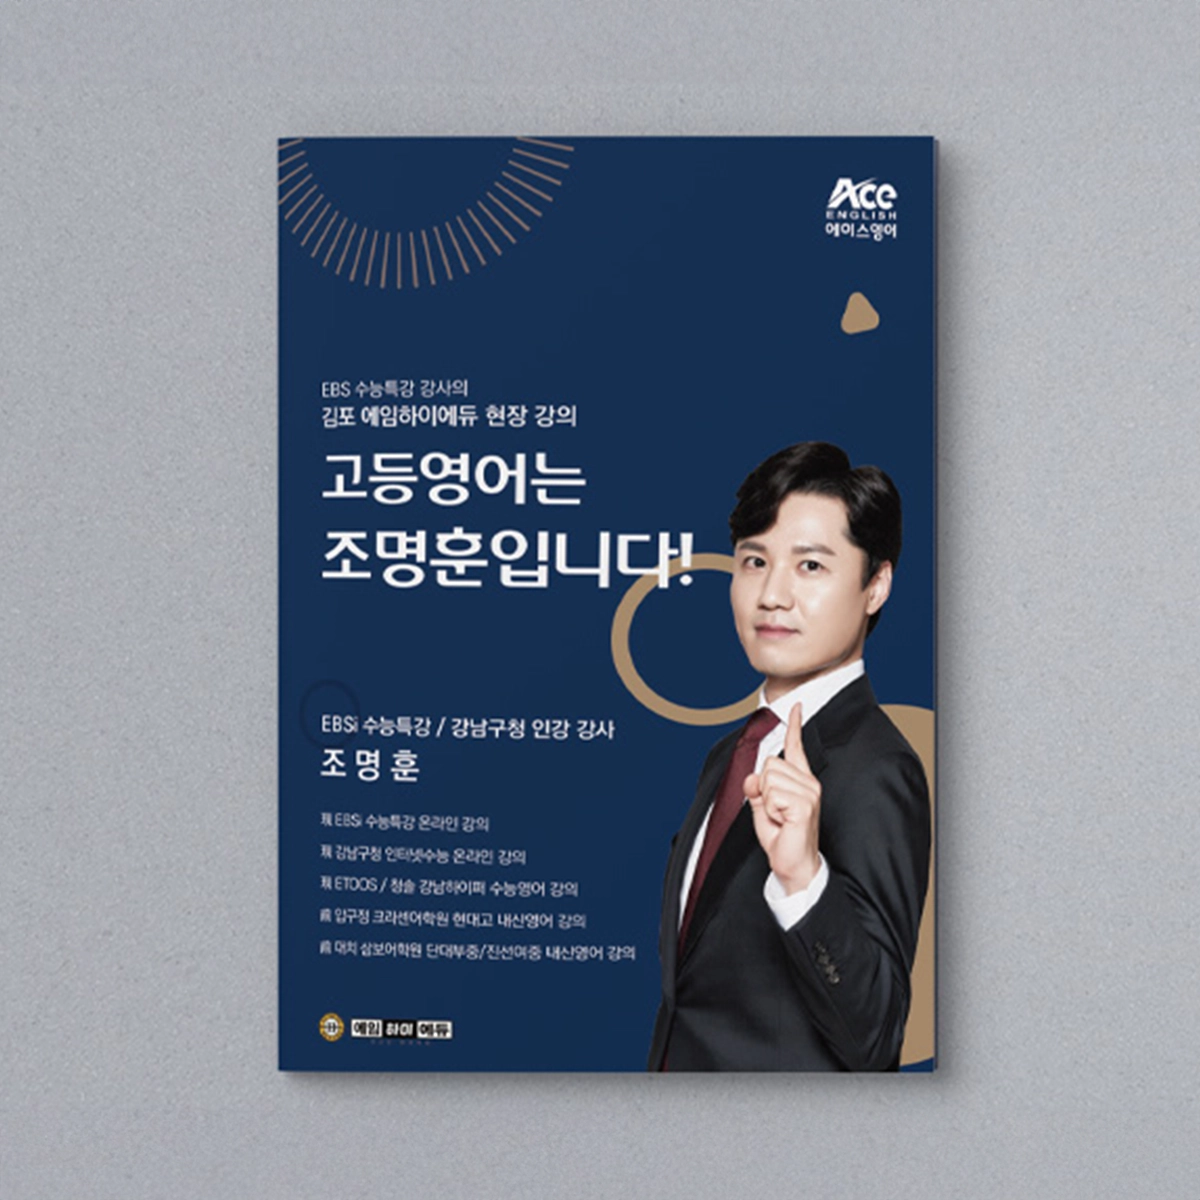 Ace
ENGLISH
에이스영어
EBS 수능특강 강사의
김포 에임하이에듀 현장 강의
고등영어는
조명훈입니다!
EBSi 수능특강 / 강남구청 인강 강사
조명훈
現 EBSi 수능특강 온라인 강의
現 강남구청 인터넷수능 온라인 강의
現 ETOOS / 청솔 강남하이퍼 수능영어 강의
前 압구정 크라센어학원 현대고 내신영어 강의
前 대치 삼보어학원 단대부중/진선여중 내신영어 강의
에임하이에듀